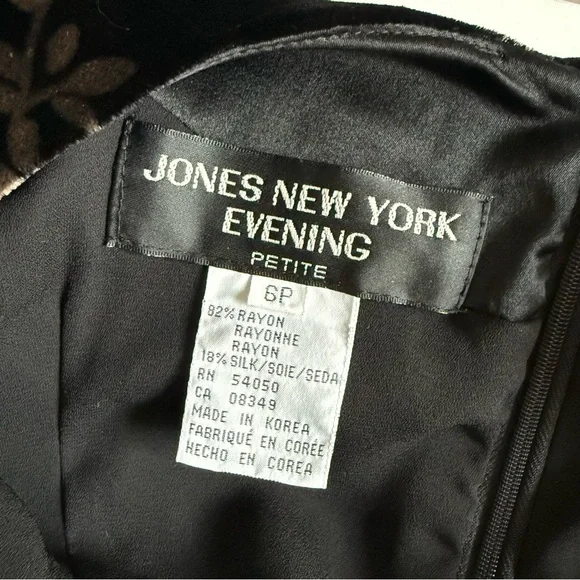 JONES NEW YORK
EVENING
PETITE
6P
82% RAYON
RAYONNE
RAYON
18% SILK/SOIE/SEDA
RN 54050
CA 08349
MADE IN KOREA
FABRIQUÉ EN CORÉE
HECHO EN COREA